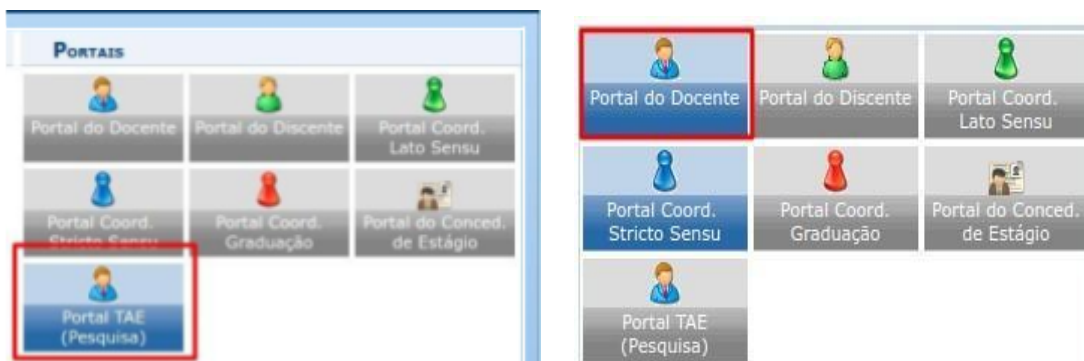 PORTAIS
Portal do Docente
Portal do Discente
Portal Coord.
Lato Sensu
Portal Coord.
Stricto Sensu
Portal Coord.
Graduação
Portal do Conced.
de Estágio
Portal TAE
(Pesquisa)
Portal do Docente
Portal do Discente
Portal Coord.
Lato Sensu
Portal Coord.
Stricto Sensu
Portal Coord.
Graduação
Portal do Conced.
de Estágio
Portal TAE
(Pesquisa)